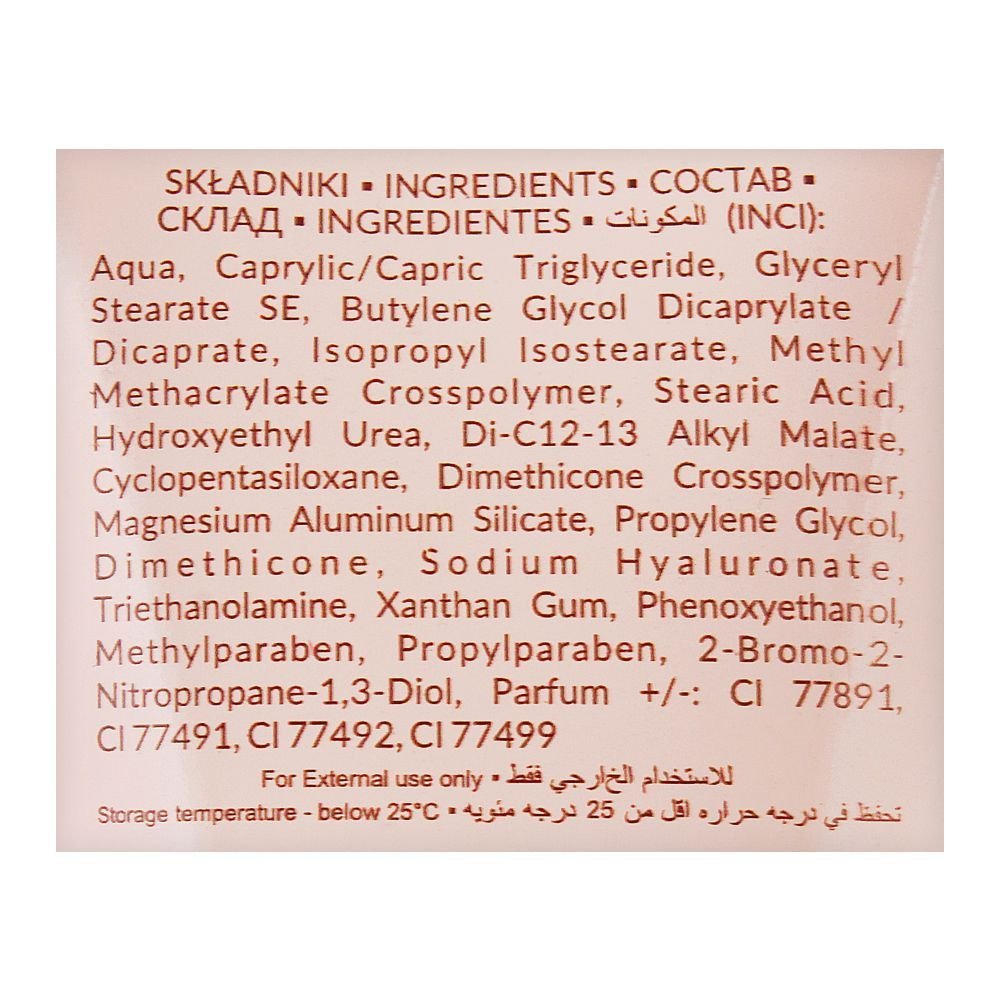 SKŁADNIKI ▪ INGREDIENTS ▪ СОСТАВ ▪
СКЛАД ▪ INGREDIENTES ▪ المكونات (INCI):
Aqua, Caprylic/Capric Triglyceride, Glyceryl
Stearate SE, Butylene Glycol Dicaprylate /
Dicaprate, Isopropyl Isostearate, Methyl
Methacrylate Crosspolymer, Stearic Acid,
Hydroxyethyl Urea, Di-C12-13 Alkyl Malate,
Cyclopentasiloxane, Dimethicone Crosspolymer,
Magnesium Aluminum Silicate, Propylene Glycol,
Dimethicone, Sodium Hyaluronate,
Triethanolamine, Xanthan Gum, Phenoxyethanol,
Methylparaben, Propylparaben, 2-Bromo-2-
Nitropropane-1,3-Diol, Parfum +/-: CI 77891,
CI 77491, CI 77492, CI 77499
For External use only ▪ للاستخدام الخارجي فقط
Storage temperature - below 25°C ▪ تحفظ في درجه حراره اقل من 25 درجه مئويه